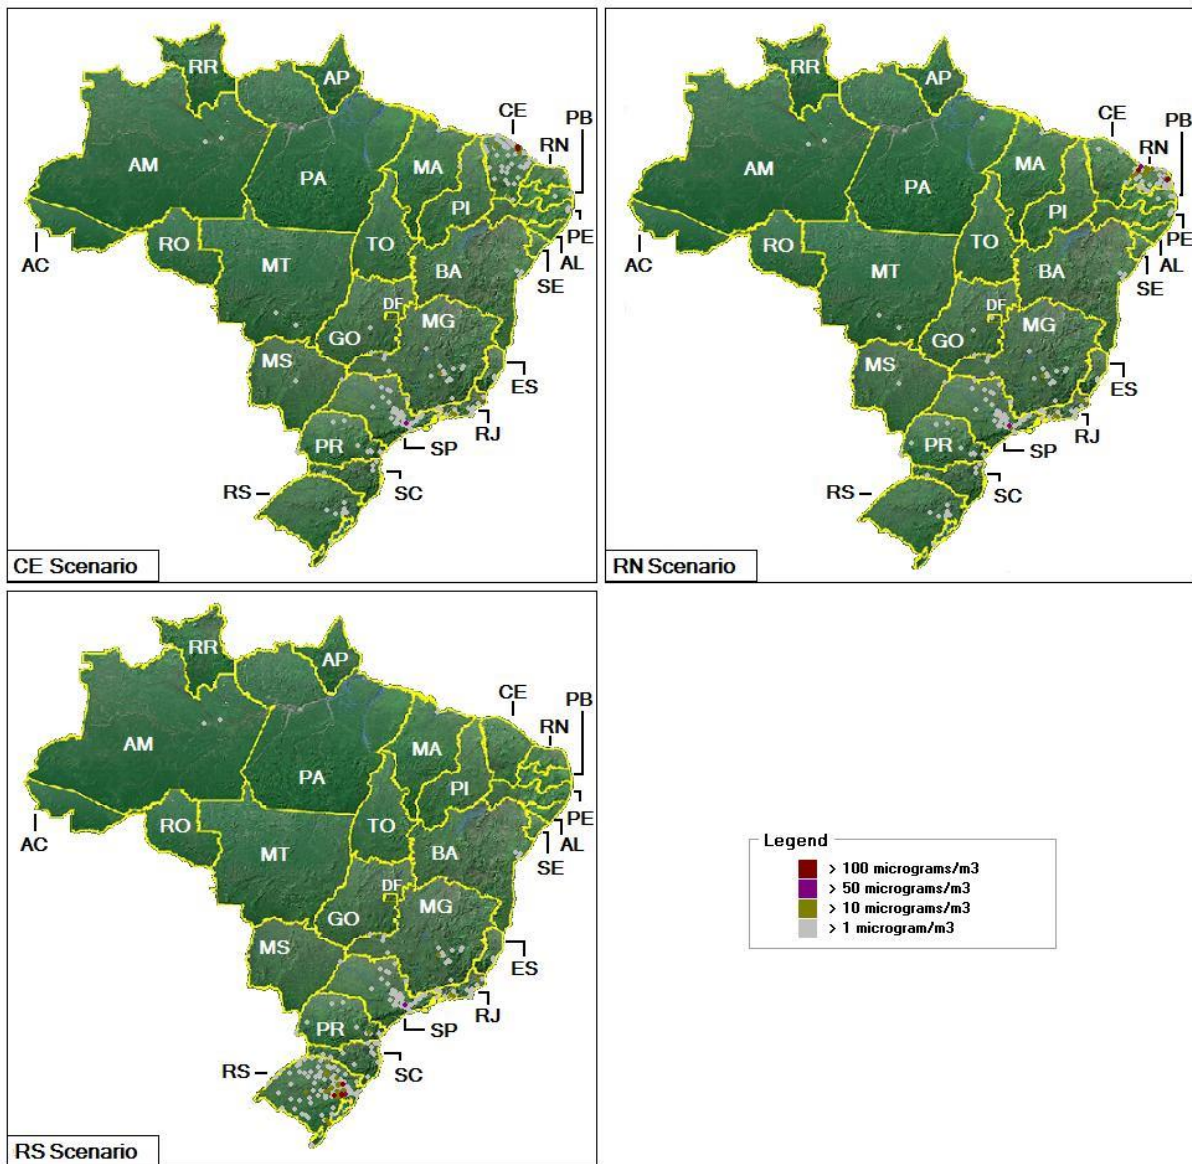 RR
AP
CE
PB
RN
AM
PA
MA
PI
PE
AC
RO
TO
AL
MT
BA
SE
DF
GO
MG
MS
ES
PR
SP
RJ
RS
SC
CE Scenario
RR
AP
CE
PB
RN
AM
PA
MA
PI
PE
AC
RO
TO
AL
MT
BA
SE
DF
GO
MG
MS
ES
PR
SP
RJ
RS
SC
RN Scenario
RR
AP
CE
PB
RN
AM
PA
MA
PI
PE
AC
RO
TO
AL
MT
BA
SE
DF
GO
MG
MS
ES
PR
SP
RJ
RS
SC
RS Scenario
Legend
> 100 micrograms/m3
> 50 micrograms/m3
> 10 micrograms/m3
> 1 microgram/m3